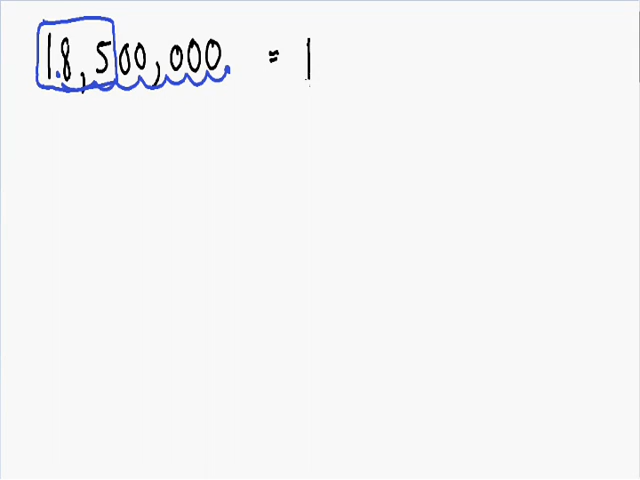 18,500,000. = 1